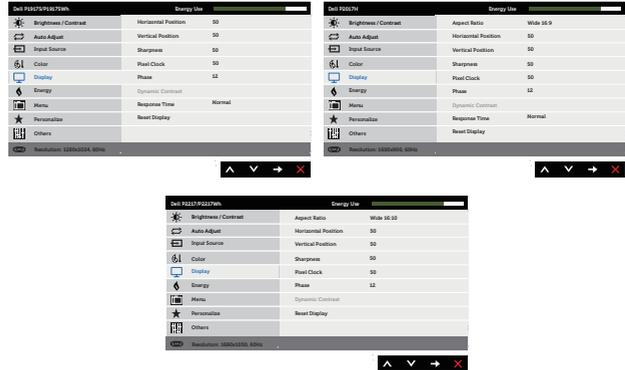 Dell P1917S/P1917SWh Energy Use
Brightness / Contrast Horizontal Position 50
Auto Adjust Vertical Position 50
Input Source Sharpness 50
Color Pixel Clock 50
Display Phase 12
Energy Dynamic Contrast
Menu Response Time Normal
Personalize Reset Display
Others
Resolution: 1280x1024, 60Hz
Dell P2017H Energy Use
Brightness / Contrast Aspect Ratio Wide 16:9
Auto Adjust Horizontal Position 50
Input Source Vertical Position 50
Color Sharpness 50
Display Pixel Clock 50
Energy Phase 12
Menu Dynamic Contrast
Personalize Response Time Normal
Others Reset Display
Resolution: 1600x900, 60Hz
Dell P2217/P2217Wh Energy Use
Brightness / Contrast Aspect Ratio Wide 16:10
Auto Adjust Horizontal Position 50
Input Source Vertical Position 50
Color Sharpness 50
Display Pixel Clock 50
Energy Phase 12
Menu Dynamic Contrast
Personalize Reset Display
Others
Resolution: 1680x1050, 60Hz